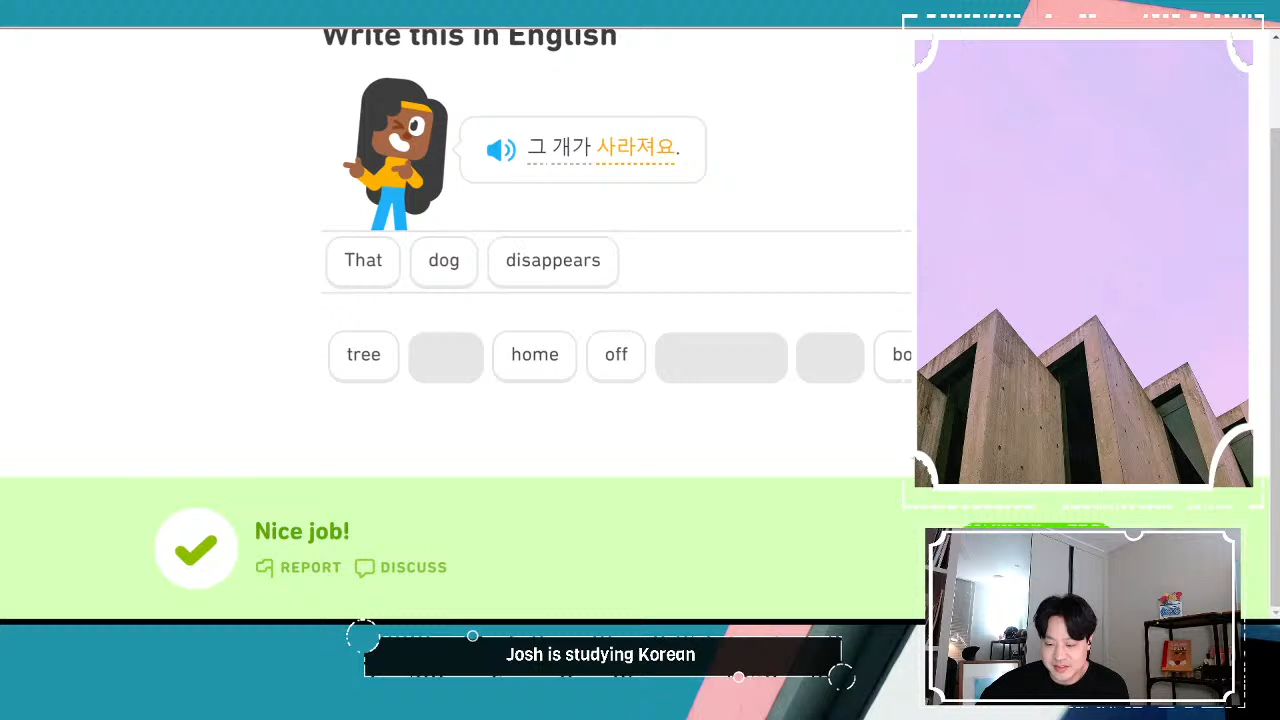 Write this in English
그 개가 사라져요.
That dog disappears
tree home off bo
Nice job!
REPORT DISCUSS
Josh is studying Korean